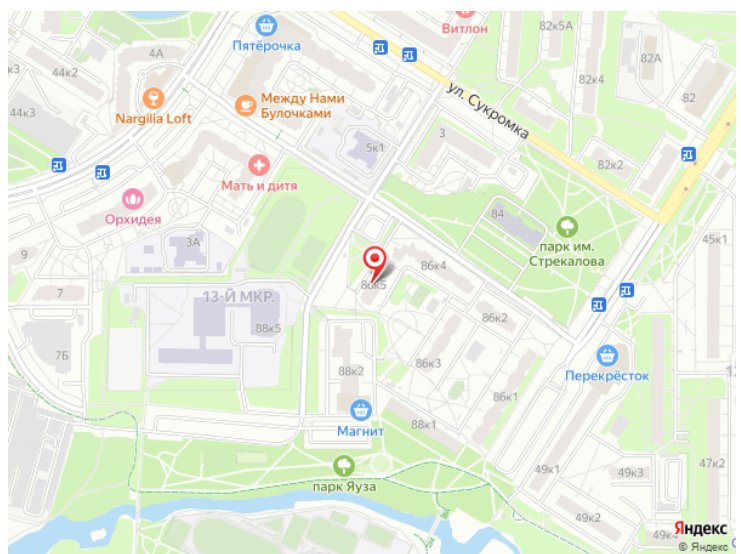 44к2
4А
Пятёрочка
Витлон
82к5А
82А
44к3
82к4
82
Nargilia Loft
Между Нами
Булочками
ул. Сукромка
5к1
3
82к2
Мать и дитя
Орхидея
84
парк им.
Стрекалова
45к1
3А
9
7
86к4
86к5
13-Й МКР.
88к5
86к2
7Б
88к2
86к3
Перекрёсток
86к1
Магнит
88к1
47к2
49к1
49к3
парк Яуза
49к2
49к4
Яндекс
© Яндекс